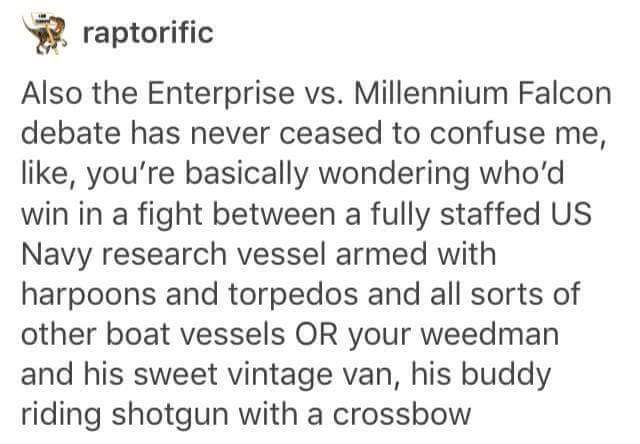 raptorific
Also the Enterprise vs. Millennium Falcon
debate has never ceased to confuse me,
like, you're basically wondering who'd
win in a fight between a fully staffed US
Navy research vessel armed with
harpoons and torpedos and all sorts of
other boat vessels OR your weedman
and his sweet vintage van, his buddy
riding shotgun with a crossbow